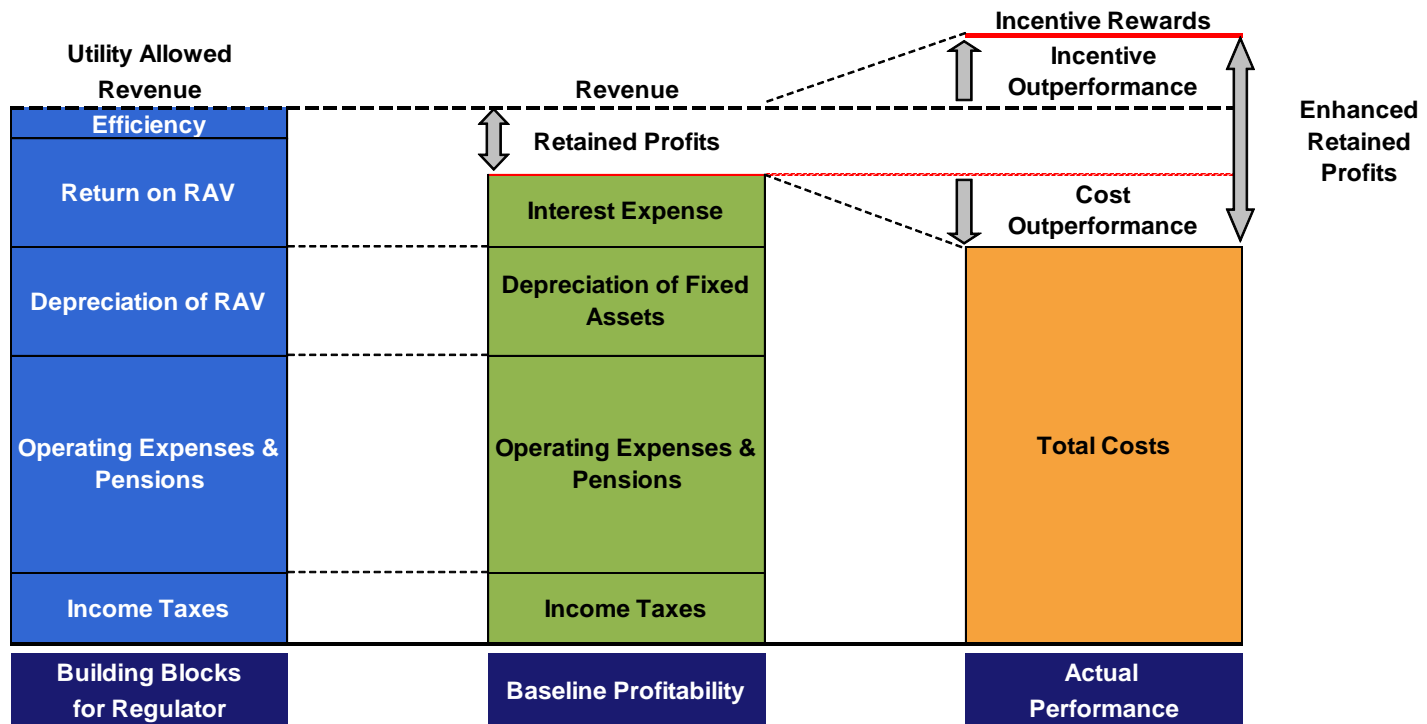 Utility Allowed
Revenue
Efficiency
Return on RAV
Depreciation of RAV
Operating Expenses &
Pensions
Income Taxes
Building Blocks
for Regulator
Revenue
Retained Profits
Interest Expense
Depreciation of Fixed
Assets
Operating Expenses &
Pensions
Income Taxes
Baseline Profitability
Incentive Rewards
Incentive
Outperformance
Cost
Outperformance
Total Costs
Actual
Performance
Enhanced
Retained
Profits